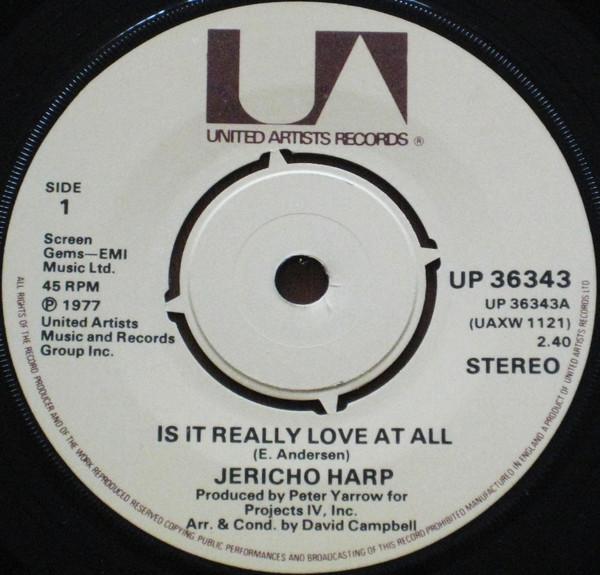 UA
UNITED ARTISTS RECORDS ®
SIDE
1
Screen
Gems—EMI
Music Ltd.
45 RPM
℗ 1977
United Artists
Music and Records
Group Inc.
UP 36343
UP 36343A
(UAXW 1121)
2.40
STEREO
IS iT REALLY LOVE AT ALL
(E. Andersen)
JERICHO HARP
Produced by Peter Yarrow for
Projects IV, Inc.
Arr. & Cond. by David Campbell
ALL RIGHTS OF THE RECORD PRODUCER AND OF THE WORK REPRODUCED RESERVED COPYING PUBLIC PERFORMANCES AND BROADCASTING OF THIS RECORD PROHIBITED MANUFACTURED IN ENGLAND A PRODUCT OF UNITED ARTISTS RECORDS LTD